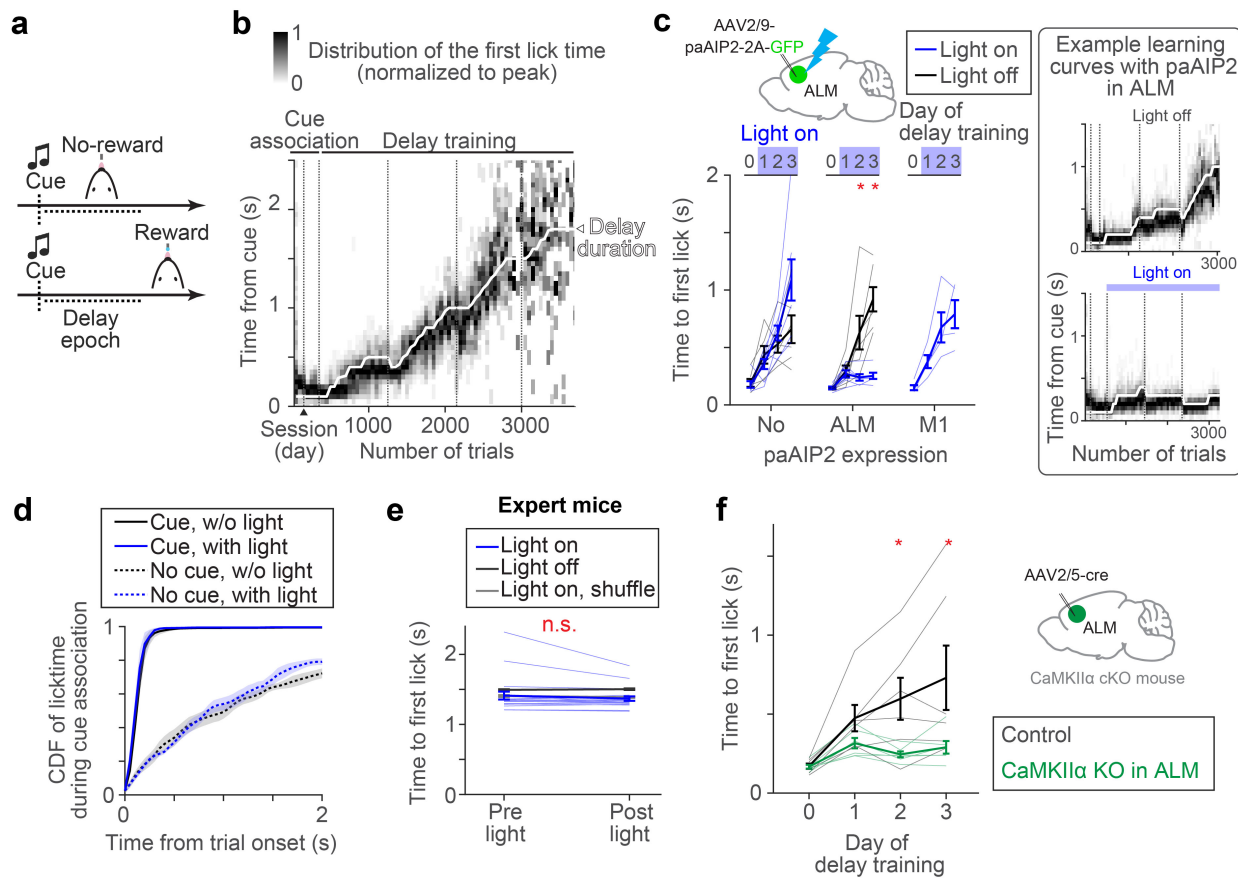 a
No-reward
Cue
Reward
Cue
Delay
epoch
b
1
0
Distribution of the first lick time
(normalized to peak)
Cue
association
Delay training
Time from cue (s)
2
1
0
Delay
duration
Session
(day)
1000
2000
3000
Number of trials
c
AAV2/9-
paAIP2-2A-GFP
ALM
Light on
Light off
Day of
delay training
Light on
0 1 2 3
0 1 2 3
0 1 2 3
* *
Time to first lick (s)
2
1
0
No
ALM
M1
paAIP2 expression
Example learning
curves with paAIP2
in ALM
Light off
1
0
3000
Light on
1
0
3000
Time from cue (s)
Number of trials
d
Cue, w/o light
Cue, with light
No cue, w/o light
No cue, with light
CDF of licktime
during cue association
1
0
0
2
Time from trial onset (s)
e
Expert mice
Light on
Light off
Light on, shuffle
n.s.
Time to first lick (s)
2
1
0
Pre
light
Post
light
f
* *
Time to first lick (s)
1
0
0
1
2
3
Day of
delay training
AAV2/5-cre
ALM
CaMKIIα cKO mouse
Control
CaMKIIα KO in ALM